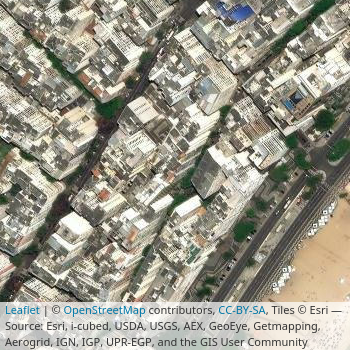 Leaflet | © OpenStreetMap contributors, CC-BY-SA, Tiles © Esri —
Source: Esri, i-cubed, USDA, USGS, AEX, GeoEye, Getmapping,
Aerogrid, IGN, IGP, UPR-EGP, and the GIS User Community